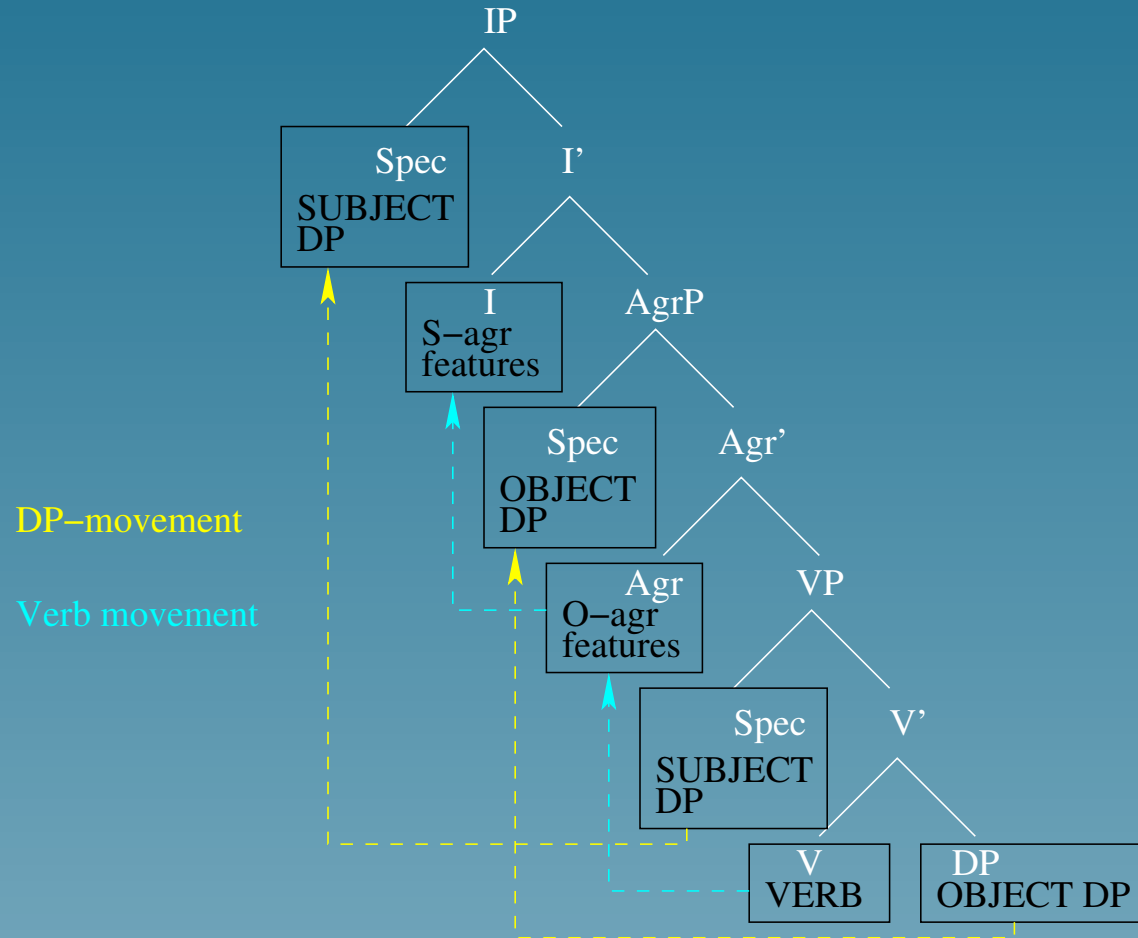 IP
Spec
I’
SUBJECT
DP
I
AgrP
S−agr
features
Spec
Agr’
OBJECT
DP
DP−movement
Agr
VP
Verb movement
O−agr
features
Spec
V’
SUBJECT
DP
V
DP
VERB
OBJECT DP